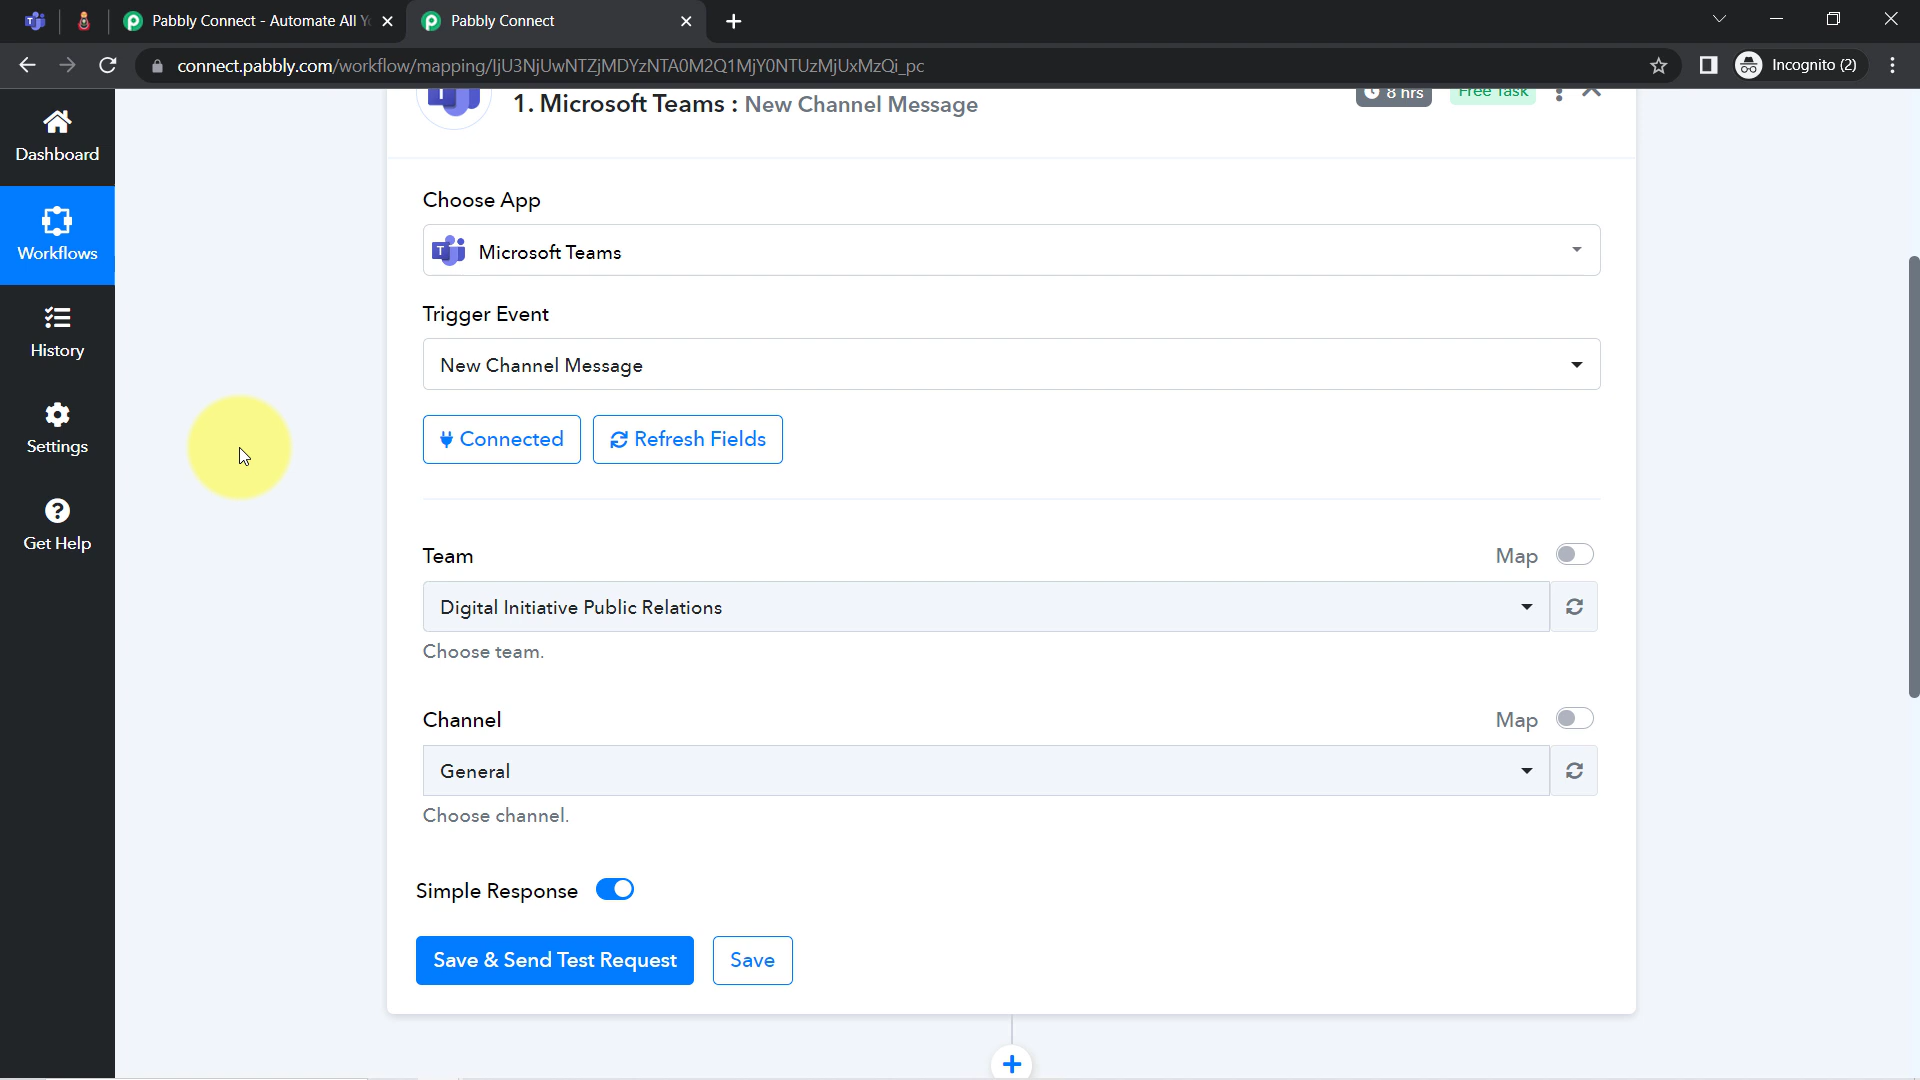 Pabbly Connect - Automate All Y
Pabbly Connect
connect.pabbly.com/workflow/mapping/IjU3NjUwNTZjMDYzNTA0M2Q1MjY0NTUzMjUxMzQi_pc
Incognito (2)
1. Microsoft Teams : New Channel Message
8 hrs
Free Task
Dashboard
Workflows
History
Settings
Get Help
Choose App
Microsoft Teams
Trigger Event
New Channel Message
Connected
Refresh Fields
Team
Map
Digital Initiative Public Relations
Choose team.
Channel
Map
General
Choose channel.
Simple Response
Save & Send Test Request
Save